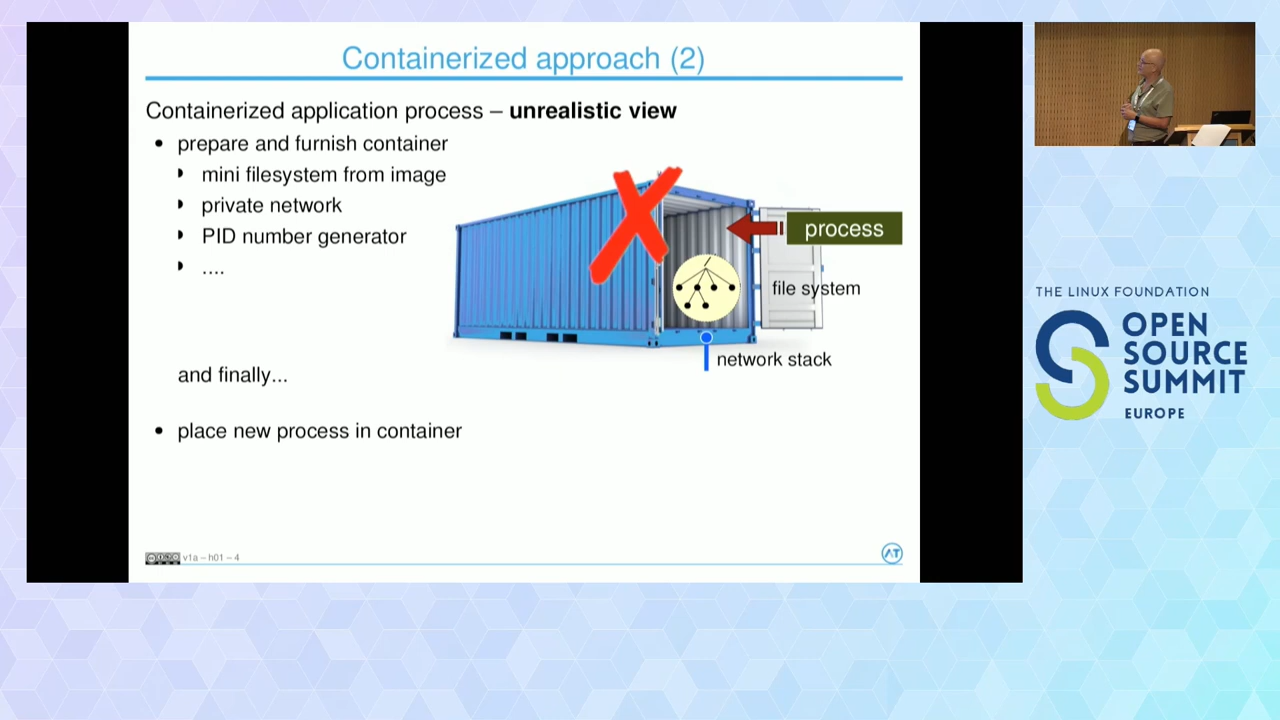 Containerized approach (2)
Containerized application process – unrealistic view
• prepare and furnish container
mini filesystem from image
private network
PID number generator
....
process
file system
network stack
and finally...
• place new process in container
v1a – h01 – 4
AT
THE LINUX FOUNDATION
OPEN
SOURCE
SUMMIT
EUROPE